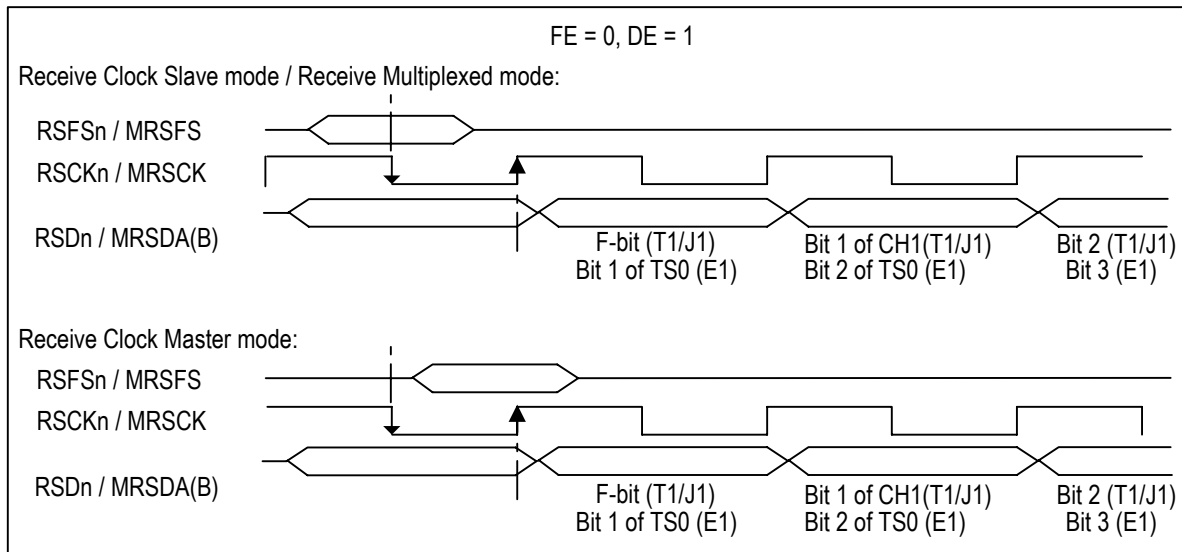 FE = 0, DE = 1
Receive Clock Slave mode / Receive Multiplexed mode:
RSFSn / MRSFS
RSCKn / MRSCK
RSDn / MRSDA(B)
F-bit (T1/J1) Bit 1 of CH1(T1/J1) Bit 2 (T1/J1)
Bit 1 of TS0 (E1) Bit 2 of TS0 (E1) Bit 3 (E1)
Receive Clock Master mode:
RSFSn / MRSFS
RSCKn / MRSCK
RSDn / MRSDA(B)
F-bit (T1/J1) Bit 1 of CH1(T1/J1) Bit 2 (T1/J1)
Bit 1 of TS0 (E1) Bit 2 of TS0 (E1) Bit 3 (E1)